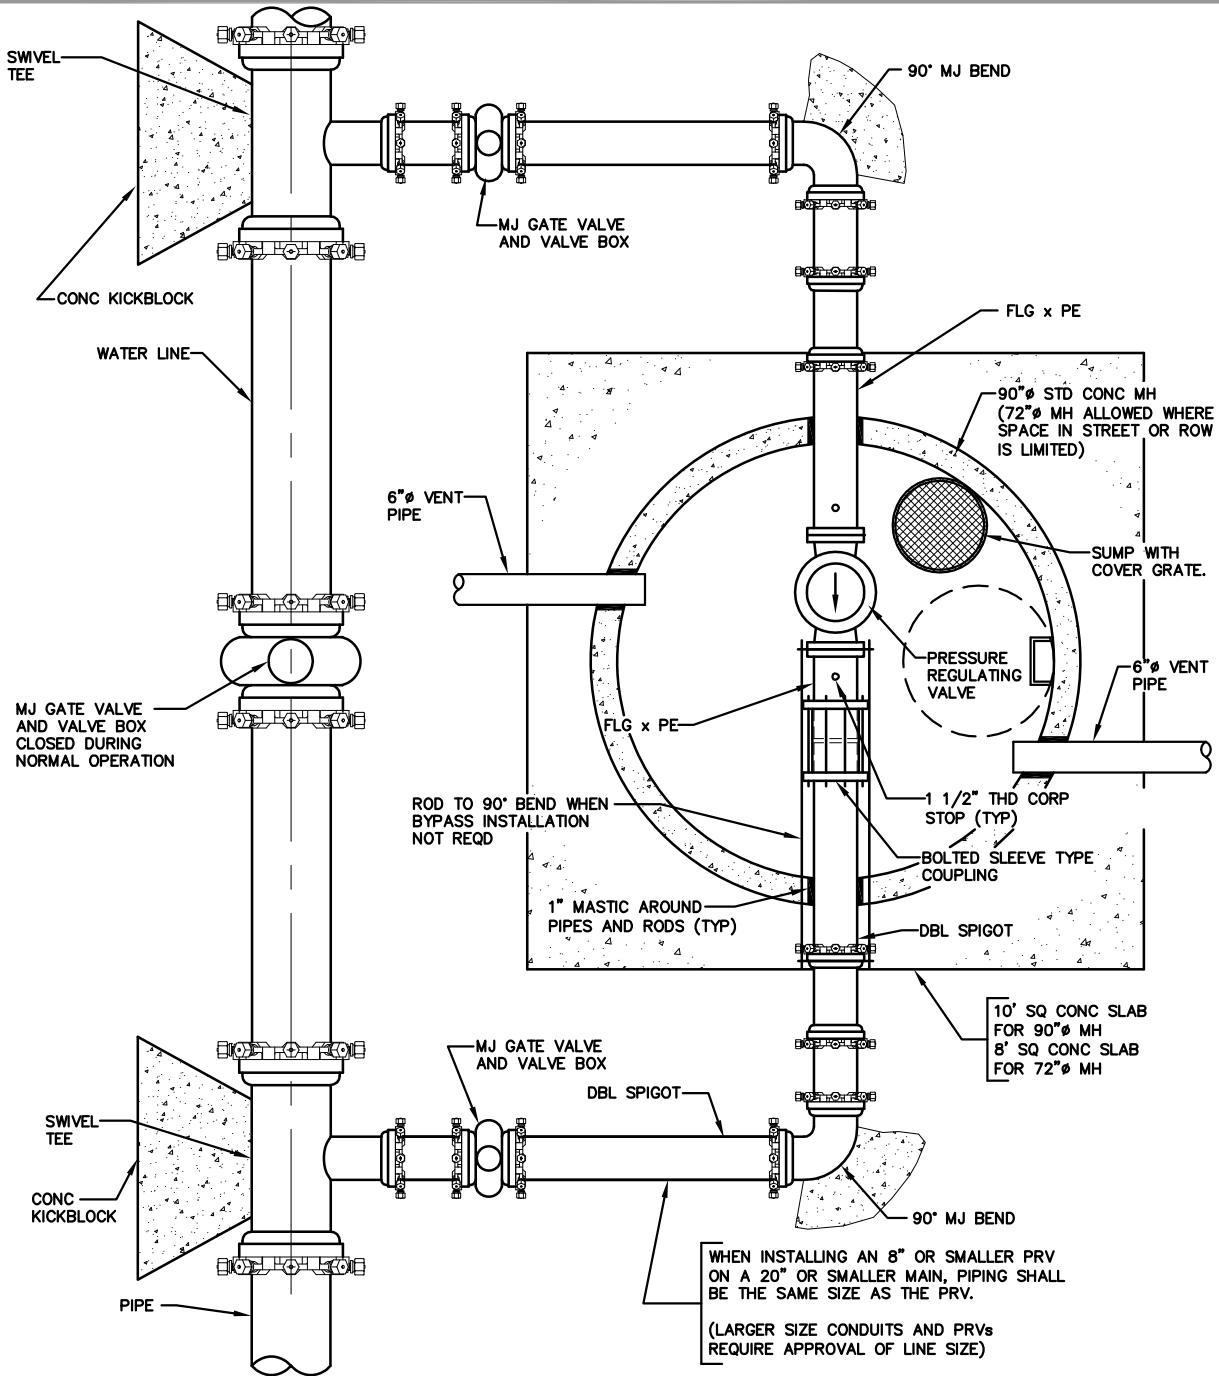 SWIVEL
TEE
90° MJ BEND
MJ GATE VALVE
AND VALVE BOX
CONC KICKBLOCK
FLG x PE
WATER LINE
90"ø STD CONC MH
(72"ø MH ALLOWED WHERE
SPACE IN STREET OR ROW
IS LIMITED)
6"ø VENT
PIPE
SUMP WITH
COVER GRATE.
PRESSURE
REGULATING
VALVE
6"ø VENT
PIPE
MJ GATE VALVE
AND VALVE BOX
CLOSED DURING
NORMAL OPERATION
FLG x PE
ROD TO 90° BEND WHEN
BYPASS INSTALLATION
NOT REQD
1 1/2" THD CORP
STOP (TYP)
BOLTED SLEEVE TYPE
COUPLING
1" MASTIC AROUND
PIPES AND RODS (TYP)
DBL SPIGOT
10' SQ CONC SLAB
FOR 90"ø MH
8' SQ CONC SLAB
FOR 72"ø MH
MJ GATE VALVE
AND VALVE BOX
DBL SPIGOT
SWIVEL
TEE
CONC
KICKBLOCK
90° MJ BEND
WHEN INSTALLING AN 8" OR SMALLER PRV
ON A 20" OR SMALLER MAIN, PIPING SHALL
BE THE SAME SIZE AS THE PRV.
(LARGER SIZE CONDUITS AND PRVs
REQUIRE APPROVAL OF LINE SIZE)
PIPE